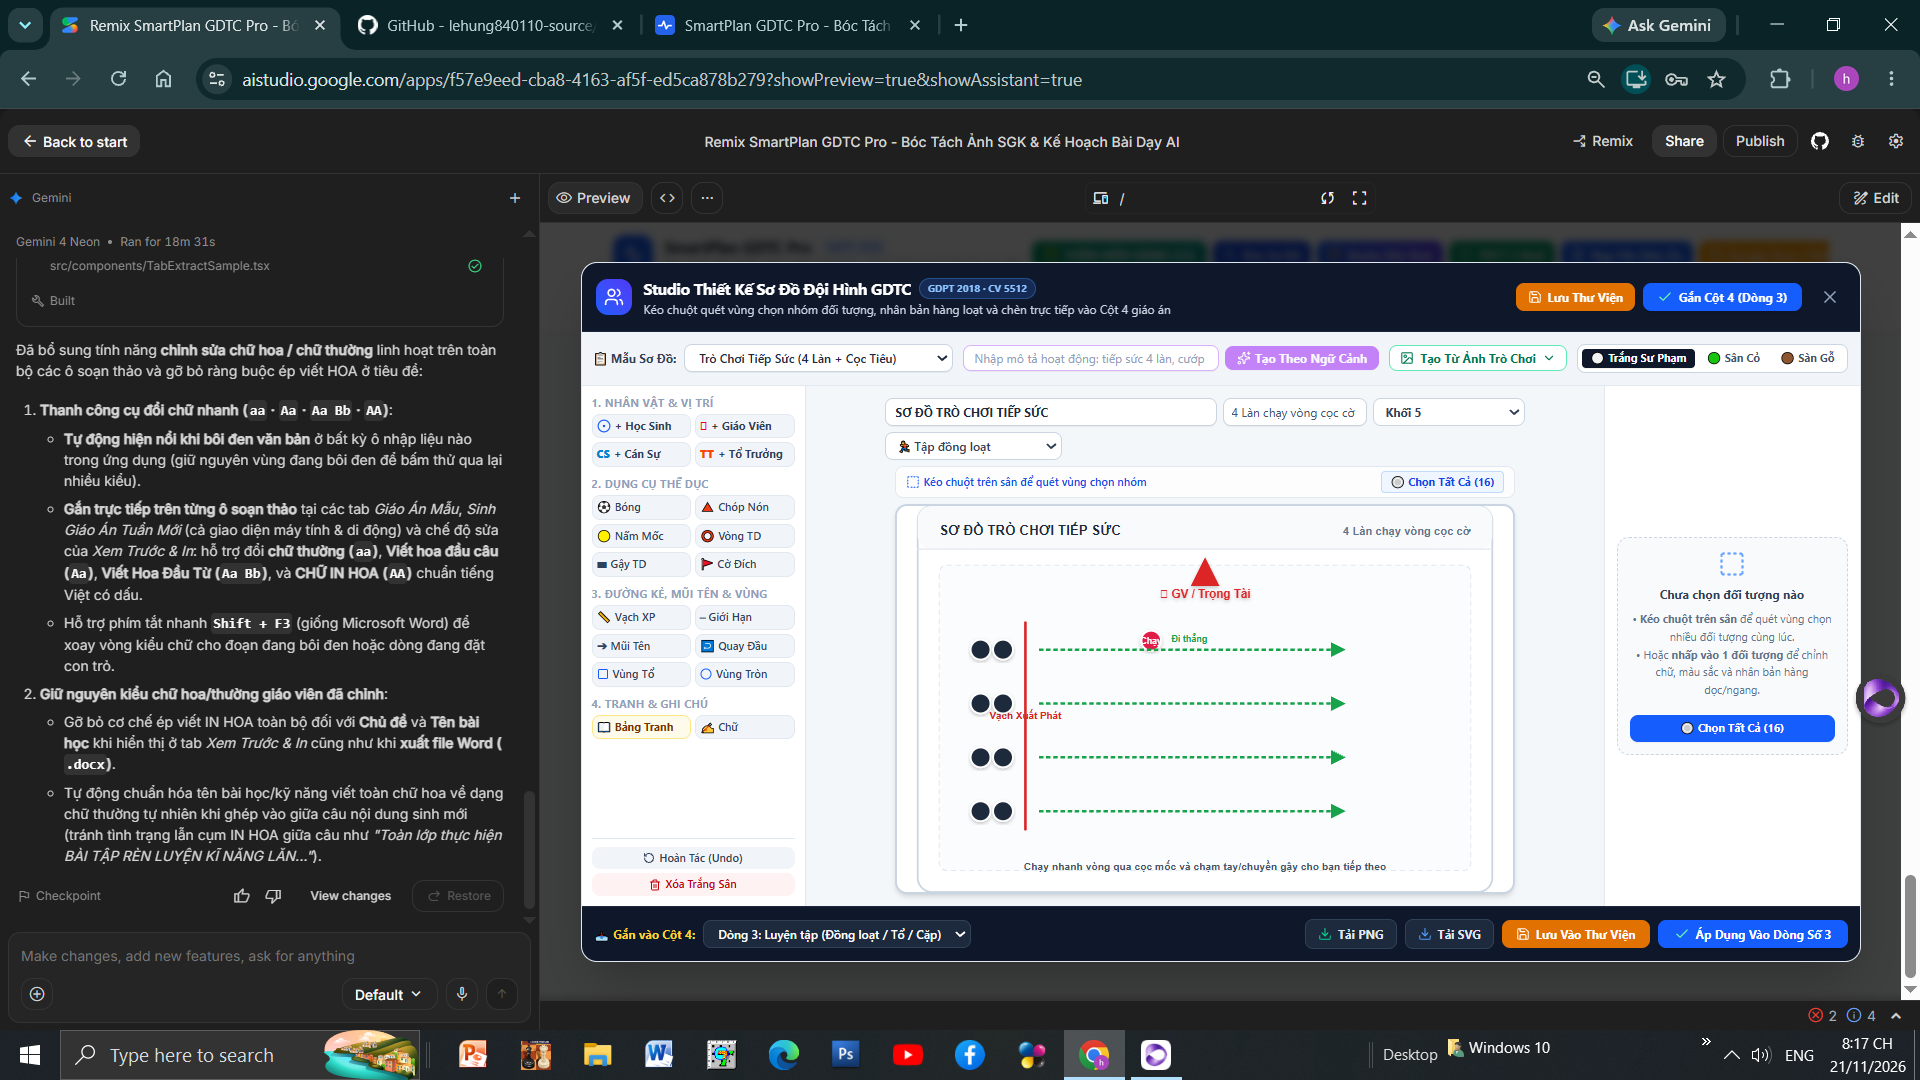 Remix SmartPlan GDTC Pro - Bó
GitHub - lehung840110-source/
SmartPlan GDTC Pro - Bóc Tách
Ask Gemini
aistudio.google.com/apps/f57e9eed-cba8-4163-af5f-ed5ca878b279?showPreview=true&showAssistant=true
h
Back to start
Remix SmartPlan GDTC Pro - Bóc Tách Ảnh SGK & Kế Hoạch Bài Dạy AI
Remix
Share
Publish
Gemini
Preview
/
Edit
Gemini 4 Neon • Ran for 18m 31s
src/components/TabExtractSample.tsx
Built
Đã bổ sung tính năng chỉnh sửa chữ hoa / chữ thường linh hoạt trên toàn
bộ các ô soạn thảo và gỡ bỏ ràng buộc ép viết HOA ở tiêu đề:
1. Thanh công cụ đổi chữ nhanh (aa · Aa · Aa Bb · AA):
Tự động hiện nổi khi bôi đen văn bản ở bất kỳ ô nhập liệu nào
trong ứng dụng (giữ nguyên vùng đang bôi đen để bấm thử qua lại
nhiều kiểu).
Gắn trực tiếp trên từng ô soạn thảo tại các tab Giáo Án Mẫu, Sinh
Giáo Án Tuần Mới (cả giao diện máy tính & di động) và chế độ sửa
của Xem Trước & In: hỗ trợ đổi chữ thường (aa), Viết hoa đầu câu
(Aa), Viết Hoa Đầu Từ (Aa Bb), và CHỮ IN HOA (AA) chuẩn tiếng
Việt có dấu.
Hỗ trợ phím tắt nhanh Shift + F3 (giống Microsoft Word) để
xoay vòng kiểu chữ cho đoạn đang bôi đen hoặc dòng đang đặt
con trỏ.
2. Giữ nguyên kiểu chữ hoa/thường giáo viên đã chỉnh:
Gỡ bỏ cơ chế ép viết IN HOA toàn bộ đối với Chủ đề và Tên bài
học khi hiển thị ở tab Xem Trước & In cũng như khi xuất file Word (
.docx).
Tự động chuẩn hóa tên bài học/kỹ năng viết toàn chữ hoa về dạng
chữ thường tự nhiên khi ghép vào giữa câu nội dung sinh mới
(tránh tình trạng lẫn cụm IN HOA giữa câu như "Toàn lớp thực hiện
BÀI TẬP RÈN LUYỆN KĨ NĂNG LĂN...").
Checkpoint
View changes
Restore
Make changes, add new features, ask for anything
Default
Studio Thiết Kế Sơ Đồ Đội Hình GDTC
GDPT 2018 · CV 5512
Kéo chuột quét vùng chọn nhóm đối tượng, nhân bản hàng loạt và chèn trực tiếp vào Cột 4 giáo án
Lưu Thư Viện
Gắn Cột 4 (Dòng 3)
Mẫu Sơ Đồ:
Trò Chơi Tiếp Sức (4 Làn + Cọc Tiêu)
Nhập mô tả hoạt động: tiếp sức 4 làn, cướp
Tạo Theo Ngữ Cảnh
Tạo Từ Ảnh Trò Chơi
Trắng Sư Phạm
Sân Cỏ
Sàn Gỗ
1. NHÂN VẬT & VỊ TRÍ
+ Học Sinh
+ Giáo Viên
CS + Cán Sự
TT + Tổ Trưởng
2. DỤNG CỤ THỂ DỤC
Bóng
Chóp Nón
Nấm Mốc
Vòng TD
Gậy TD
Cờ Đích
3. ĐƯỜNG KẺ, MŨI TÊN & VÙNG
Vạch XP
Giới Hạn
Mũi Tên
Quay Đầu
Vùng Tổ
Vùng Tròn
4. TRANH & GHI CHÚ
Bảng Tranh
Chữ
Hoàn Tác (Undo)
Xóa Trắng Sân
SƠ ĐỒ TRÒ CHƠI TIẾP SỨC
4 Làn chạy vòng cọc cờ
Khối 5
Tập đồng loạt
Kéo chuột trên sân để quét vùng chọn nhóm
Chọn Tất Cả (16)
SƠ ĐỒ TRÒ CHƠI TIẾP SỨC
4 Làn chạy vòng cọc cờ
GV / Trọng Tài
Chạy
Đi thẳng
Vạch Xuất Phát
Chạy nhanh vòng qua cọc mốc và chạm tay/chuyền gậy cho bạn tiếp theo
Chưa chọn đối tượng nào
• Kéo chuột trên sân để quét vùng chọn
nhiều đối tượng cùng lúc.
• Hoặc nhấp vào 1 đối tượng để chỉnh
chữ, màu sắc và nhân bản hàng
dọc/ngang.
Chọn Tất Cả (16)
Gắn vào Cột 4:
Dòng 3: Luyện tập (Đồng loạt / Tổ / Cặp)
Tải PNG
Tải SVG
Lưu Vào Thư Viện
Áp Dụng Vào Dòng Số 3
2
4
Type here to search
Desktop
Windows 10
ENG
8:17 CH
21/11/2026